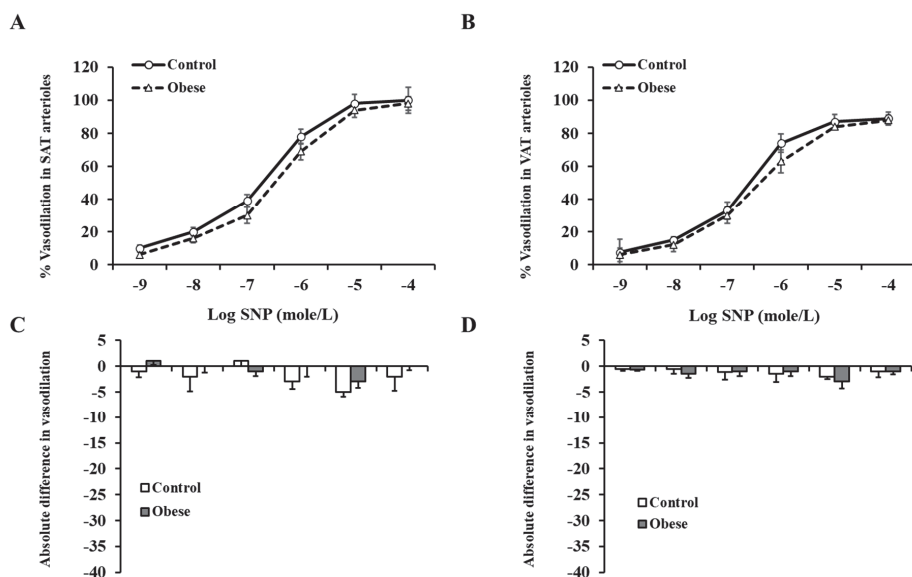 A
Control
Obese
% Vasodilation in SAT arterioles
120
100
80
60
40
20
0
-9 -8 -7 -6 -5 -4
Log SNP (mole/L)
B
Control
Obese
% Vasodilation in VAT arterioles
120
100
80
60
40
20
0
-9 -8 -7 -6 -5 -4
Log SNP (mole/L)
C
Absolute difference in vasodilation
5
0
-5
-10
-15
-20
-25
-30
-35
-40
Control
Obese
D
Absolute difference in vasodilation
5
0
-5
-10
-15
-20
-25
-30
-35
-40
Control
Obese